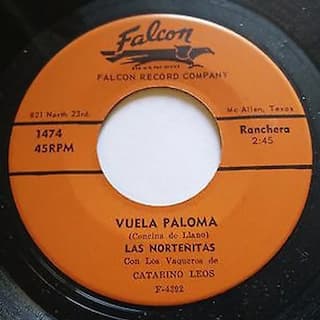 Falcon
FALCON RECORD COMPANY
821 North 23rd.
Mc Allen, Texas
1474
45RPM
Ranchera
2:45
VUELA PALOMA
(Concina de Llano)
LAS NORTEÑITAS
Con Los Vaqueros de
CATARINO LEOS
F-4392